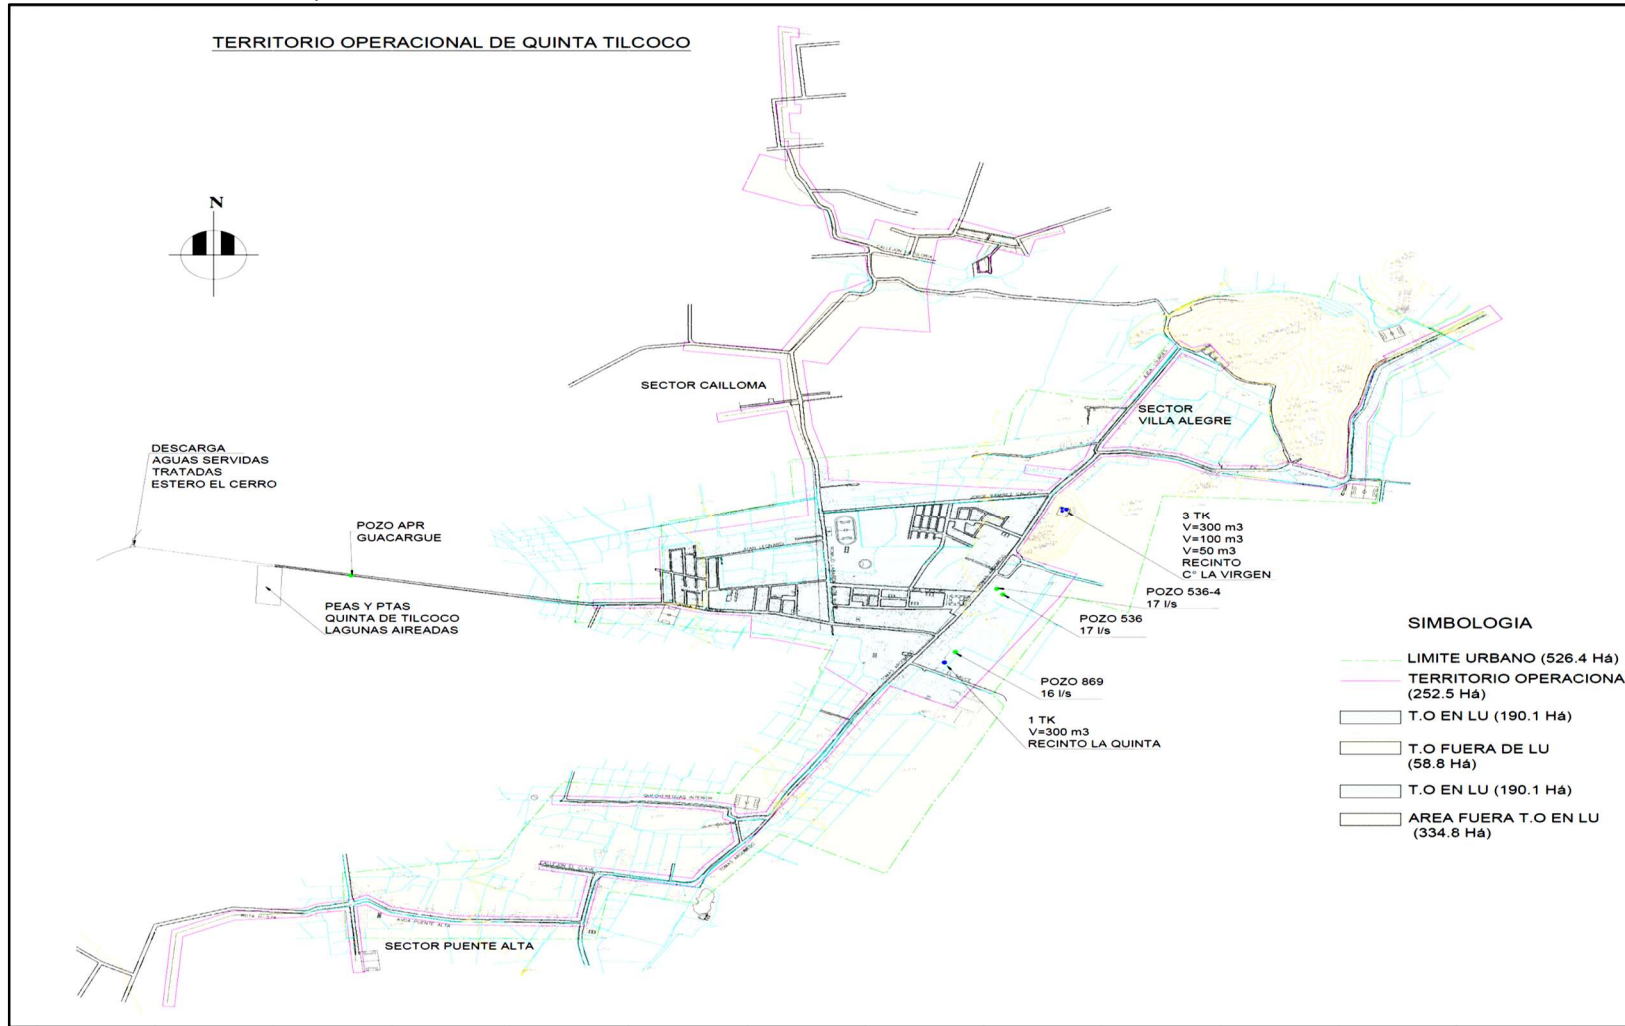 TERRITORIO OPERACIONAL DE QUINTA TILCOCO
N
SECTOR CAILLOMA
SECTOR
VILLA ALEGRE
DESCARGA
AGUAS SERVIDAS
TRATADAS
ESTERO EL CERRO
POZO APR
GUACARGUE
PEAS Y PTAS
QUINTA DE TILCOCO
LAGUNAS AIREADAS
3 TK
V=300 m3
V=100 m3
V=50 m3
RECINTO
C° LA VIRGEN
POZO 536-4
17 l/s
POZO 536
17 l/s
POZO 869
16 l/s
1 TK
V=300 m3
RECINTO LA QUINTA
SECTOR PUENTE ALTA
AVDA PUENTE ALTA
SIMBOLOGIA
LIMITE URBANO (526.4 Há)
TERRITORIO OPERACIONA
(252.5 Há)
T.O EN LU (190.1 Há)
T.O FUERA DE LU
(58.8 Há)
T.O EN LU (190.1 Há)
AREA FUERA T.O EN LU
(334.8 Há)